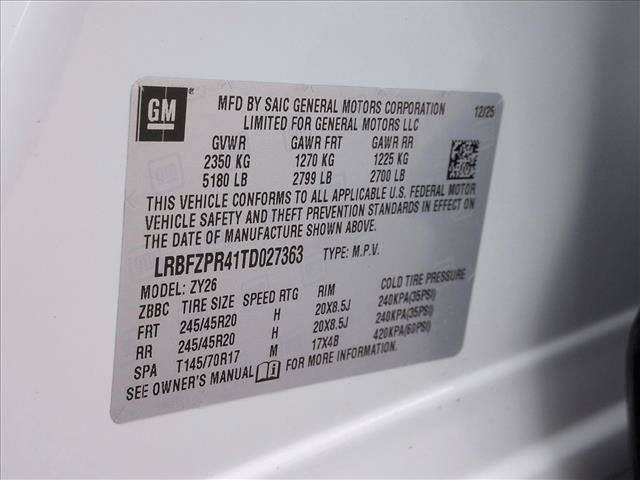 GM
MFD BY SAIC GENERAL MOTORS CORPORATION 12/25
LIMITED FOR GENERAL MOTORS LLC
GVWR GAWR FRT GAWR RR
2350 KG 1270 KG 1225 KG
5180 LB 2799 LB 2700 LB
THIS VEHICLE CONFORMS TO ALL APPLICABLE U.S. FEDERAL MOTOR
VEHICLE SAFETY AND THEFT PREVENTION STANDARDS IN EFFECT ON
THE DATE OF MANUFACTURE SHOWN ABOVE.
LRBFZPR41TD027363 TYPE: M.P.V.
MODEL: ZY26
ZBBC TIRE SIZE SPEED RTG RIM COLD TIRE PRESSURE
FRT 245/45R20 H 20X8.5J 240KPA(35PSI)
RR 245/45R20 H 20X8.5J 240KPA(35PSI)
SPA T145/70R17 M 17X4B 420KPA(60PSI)
SEE OWNER'S MANUAL FOR MORE INFORMATION.